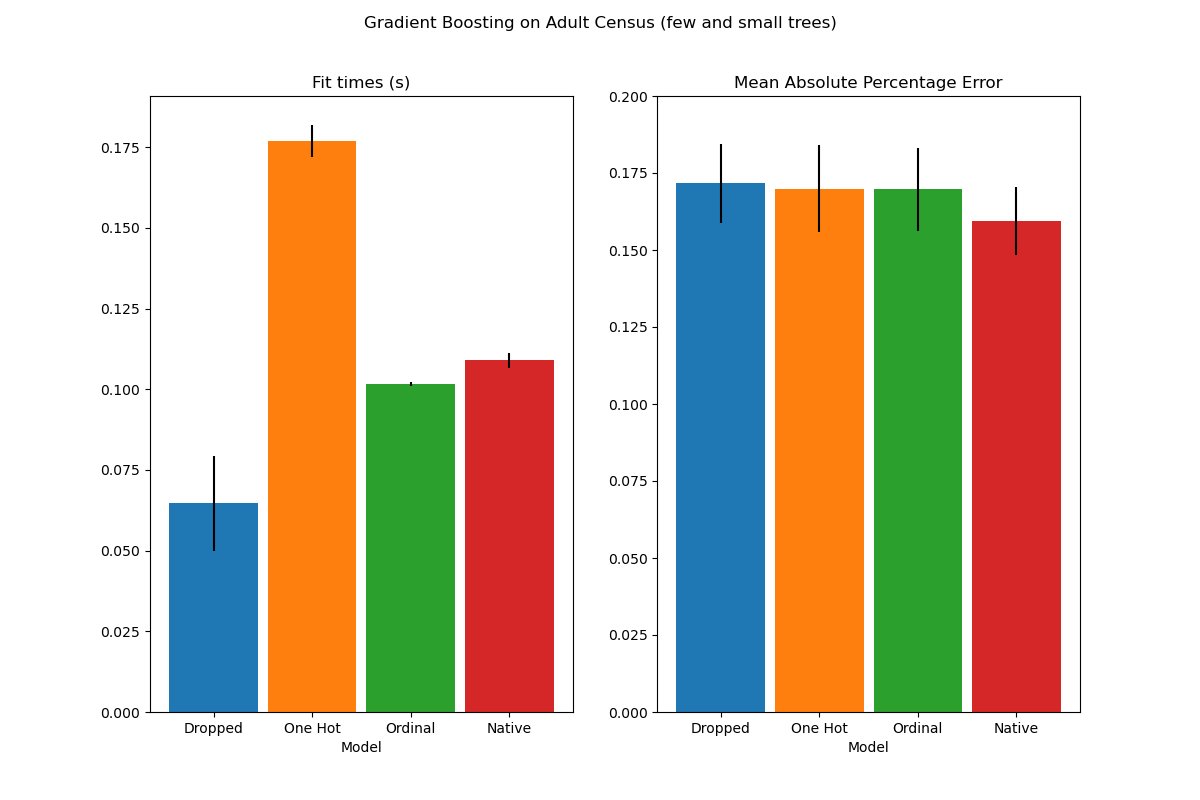 Gradient Boosting on Adult Census (few and small trees)
Fit times (s)
0.175
0.150
0.125
0.100
0.075
0.050
0.025
0.000
Dropped One Hot Ordinal Native
Model
Mean Absolute Percentage Error
0.200
0.175
0.150
0.125
0.100
0.075
0.050
0.025
0.000
Dropped One Hot Ordinal Native
Model